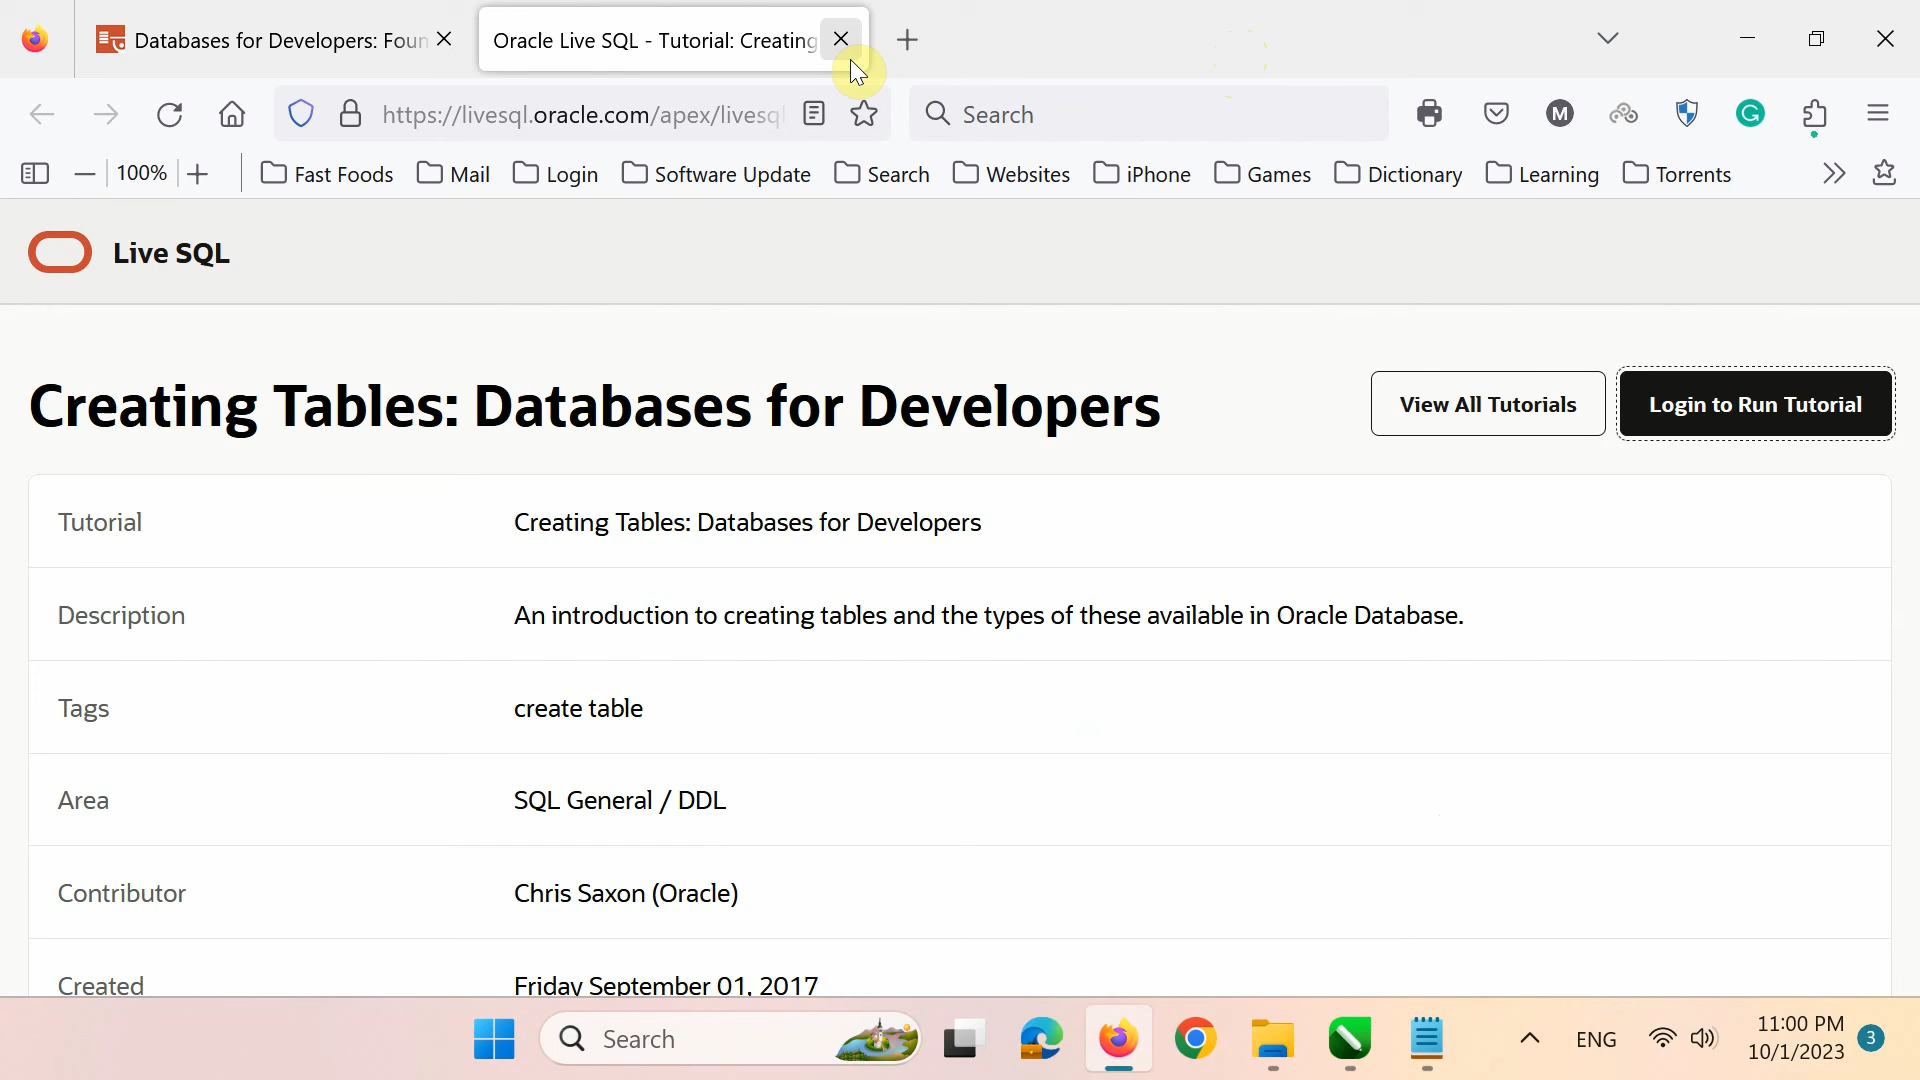 Databases for Developers: Foun
Oracle Live SQL - Tutorial: Creating
https://livesql.oracle.com/apex/livesql
Search
M
G
100%
Fast Foods
Mail
Login
Software Update
Search
Websites
iPhone
Games
Dictionary
Learning
Torrents
Live SQL
Creating Tables: Databases for Developers
View All Tutorials
Login to Run Tutorial
Tutorial Creating Tables: Databases for Developers
Description An introduction to creating tables and the types of these available in Oracle Database.
Tags create table
Area SQL General / DDL
Contributor Chris Saxon (Oracle)
Created Friday September 01, 2017
Search
ENG
11:00 PM
10/1/2023
3